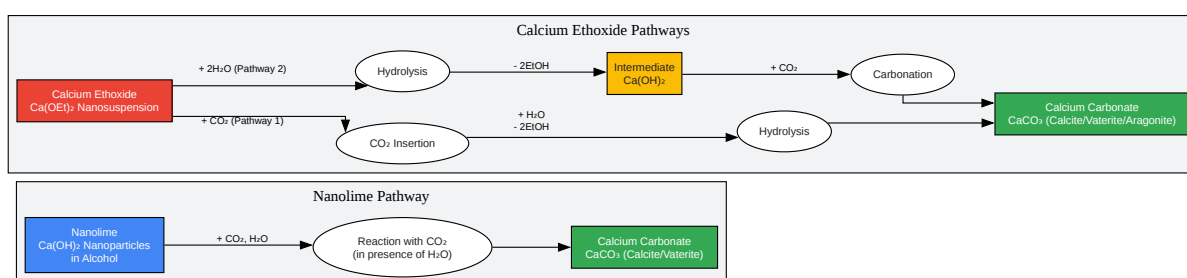 Calcium Ethoxide Pathways
+ 2H₂O (Pathway 2)
Hydrolysis
- 2EtOH
Intermediate
Ca(OH)₂
+ CO₂
Carbonation
Calcium Ethoxide
Ca(OEt)₂ Nanosuspension
+ CO₂ (Pathway 1)
CO₂ Insertion
+ H₂O
- 2EtOH
Hydrolysis
Calcium Carbonate
CaCO₃ (Calcite/Vaterite/Aragonite)
Nanolime Pathway
Nanolime
Ca(OH)₂ Nanoparticles
in Alcohol
+ CO₂, H₂O
Reaction with CO₂
(in presence of H₂O)
Calcium Carbonate
CaCO₃ (Calcite/Vaterite)